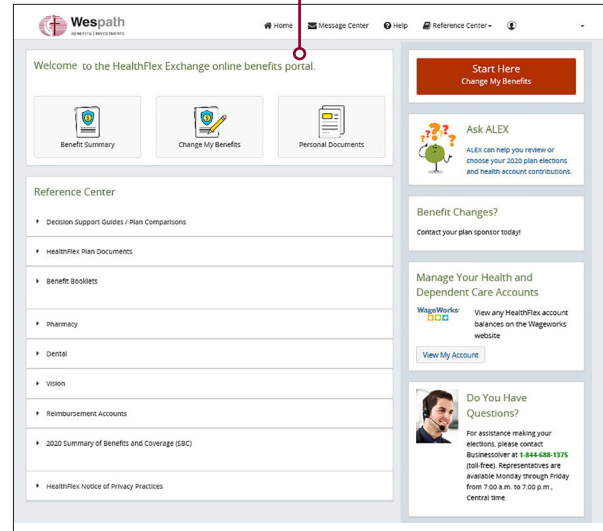 Wespath
BENEFITS | INVESTMENTS
Home
Message Center
Help
Reference Center
Welcome to the HealthFlex Exchange online benefits portal.
Benefit Summary
Change My Benefits
Personal Documents
Reference Center
Decision Support Guides / Plan Comparisons
HealthFlex Plan Documents
Benefit Booklets
Pharmacy
Dental
Vision
Reimbursement Accounts
2020 Summary of Benefits and Coverage (SBC)
HealthFlex Notice of Privacy Practices
Start Here
Change My Benefits
Ask ALEX
ALEX can help you review or
choose your 2020 plan elections
and health account contributions.
Benefit Changes?
Contact your plan sponsor today!
Manage Your Health and
Dependent Care Accounts
WageWorks
View any HealthFlex account
balances on the Wageworks
website
View My Account
Do You Have
Questions?
For assistance making your
elections, please contact
Businessolver at 1-844-688-1375
(toll-free). Representatives are
available Monday through Friday
from 7:00 a.m. to 7:00 p.m.,
Central time.